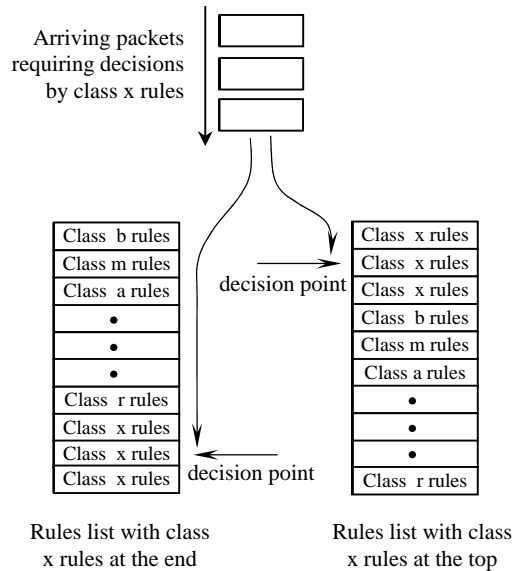 Arriving packets
requiring decisions
by class x rules
Class b rules
Class m rules
Class a rules
•
•
•
Class r rules
Class x rules
Class x rules
Class x rules
decision point
Rules list with class
x rules at the end
Class x rules
Class x rules
Class x rules
Class b rules
Class m rules
Class a rules
•
•
•
Class r rules
decision point
Rules list with class
x rules at the top